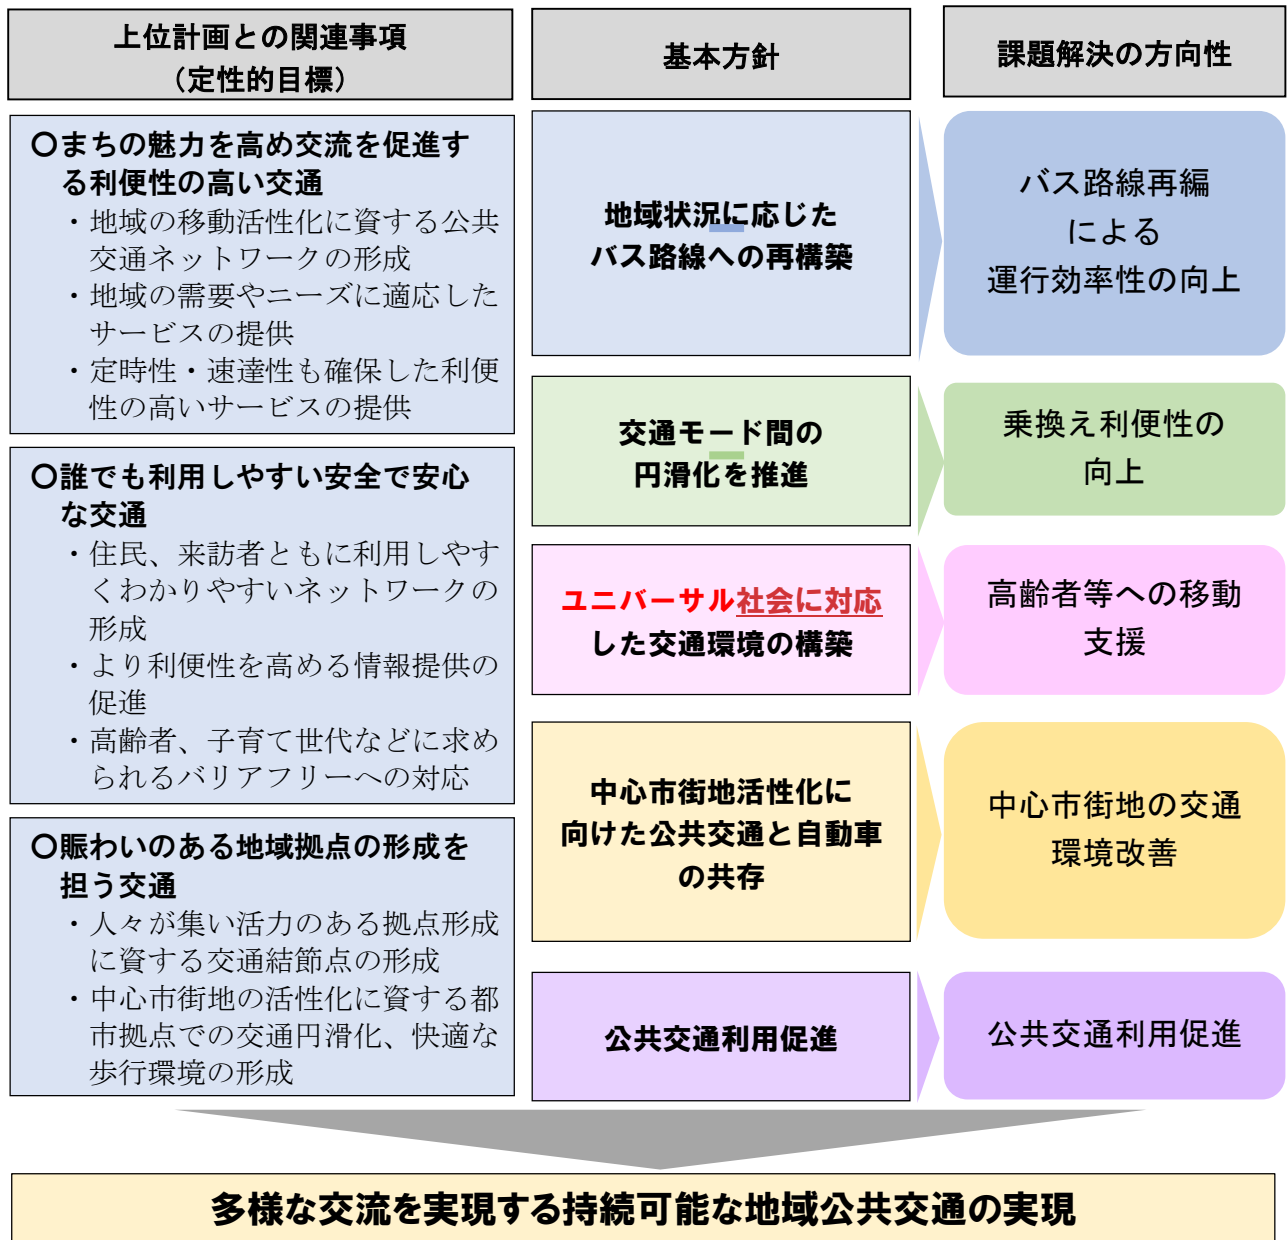 上位計画との関連事項
（定性的目標）
〇まちの魅力を高め交流を促進す
る利便性の高い交通
・地域の移動活性化に資する公共
交通ネットワークの形成
・地域の需要やニーズに適応した
サービスの提供
・定時性・速達性も確保した利便
性の高いサービスの提供
〇誰でも利用しやすい安全で安心
な交通
・住民、来訪者ともに利用しやす
くわかりやすいネットワークの
形成
・より利便性を高める情報提供の
促進
・高齢者、子育て世代などに求め
られるバリアフリーへの対応
〇賑わいのある地域拠点の形成を
担う交通
・人々が集い活力のある拠点形成
に資する交通結節点の形成
・中心市街地の活性化に資する都
市拠点での交通円滑化、快適な
歩行環境の形成
基本方針
地域状況に応じた
バス路線への再構築
交通モード間の
円滑化を推進
ユニバーサル社会に対応
した交通環境の構築
中心市街地活性化に
向けた公共交通と自動車
の共存
公共交通利用促進
課題解決の方向性
バス路線再編
による
運行効率性の向上
乗換え利便性の
向上
高齢者等への移動
支援
中心市街地の交通
環境改善
公共交通利用促進
多様な交流を実現する持続可能な地域公共交通の実現